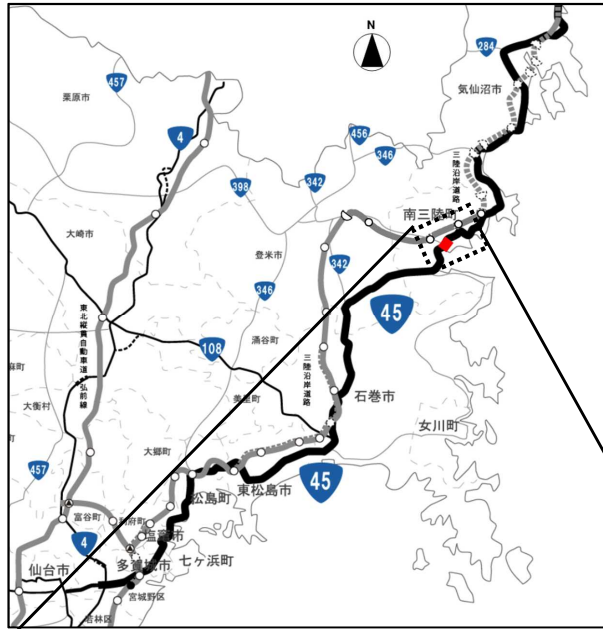 N
284
457
栗原市
気仙沼市
4
456
346
三陸沿岸道路
342
398
南三陸町
大崎市
登米市
342
346
45
東北縦貫自動車道 弘前線
108
涌谷町
三陸沿岸道路
美里町
石巻市
大衡村
女川町
大郷町
457
松島町
東松島市
45
富谷町
利府町
塩竈市
4
多賀城市
七ヶ浜町
仙台市
宮城野区
若林区